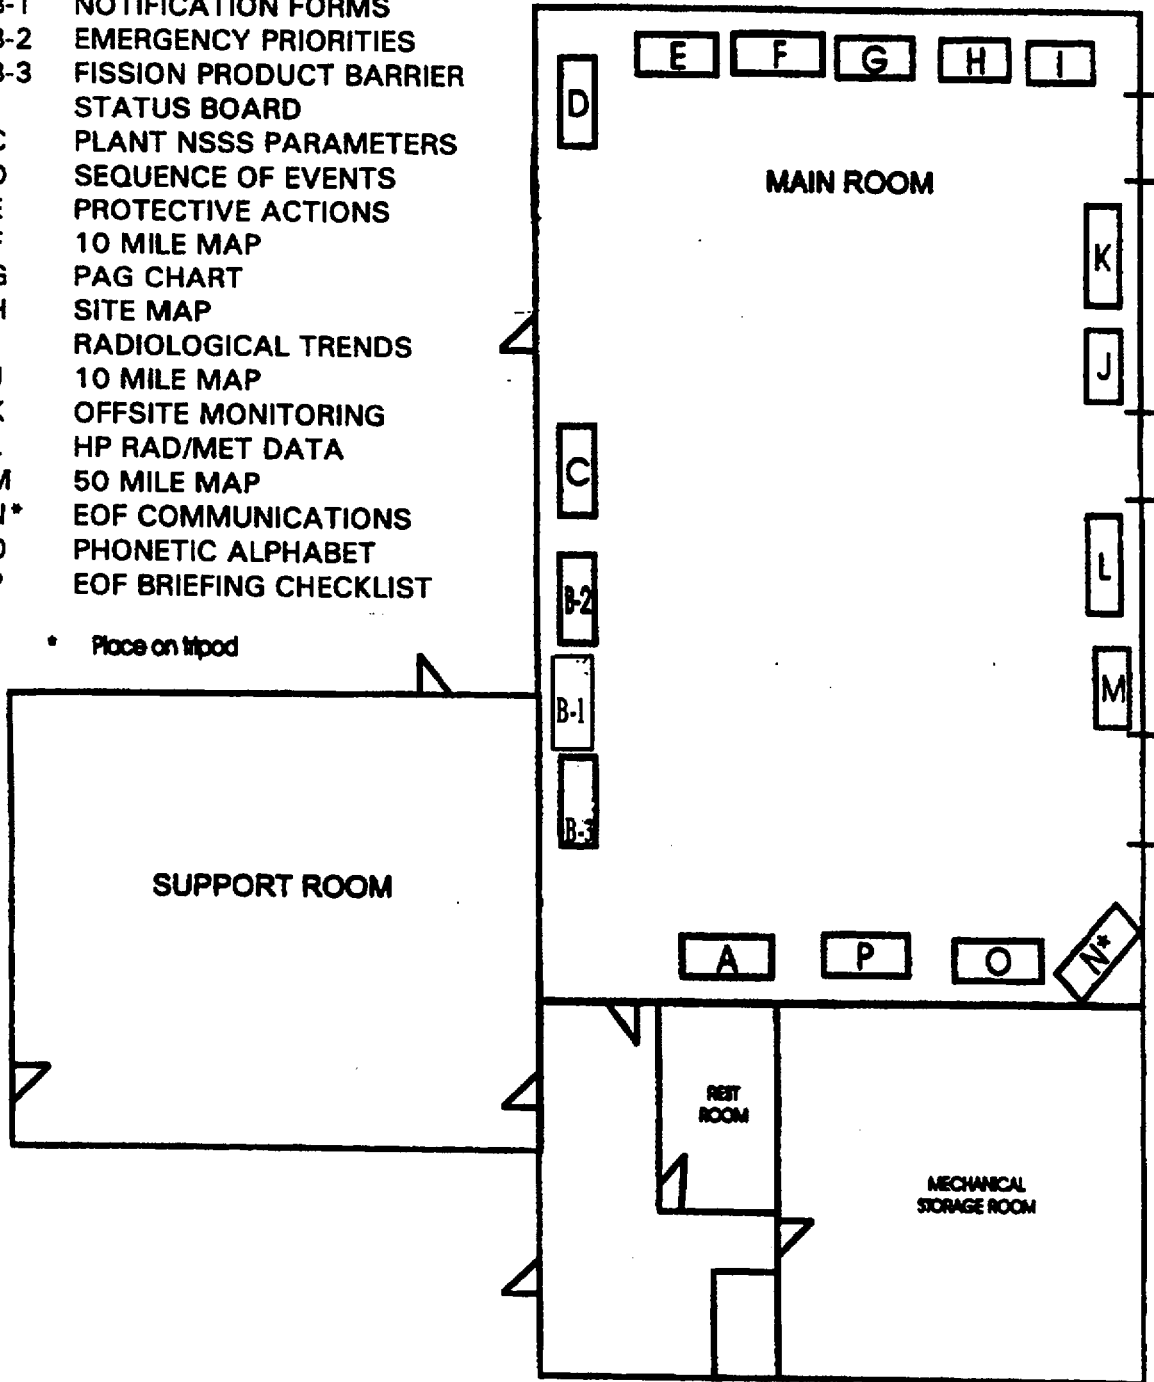 B-1 NOTIFICATION FORMS
B-2 EMERGENCY PRIORITIES
B-3 FISSION PRODUCT BARRIER
STATUS BOARD
C PLANT NSSS PARAMETERS
D SEQUENCE OF EVENTS
E PROTECTIVE ACTIONS
F 10 MILE MAP
G PAG CHART
H SITE MAP
RADIOLOGICAL TRENDS
J 10 MILE MAP
K OFFSITE MONITORING
L HP RAD/MET DATA
M 50 MILE MAP
N* EOF COMMUNICATIONS
O PHONETIC ALPHABET
P EOF BRIEFING CHECKLIST
* Place on tripod
E F G H I
D
MAIN ROOM
K
J
C
B-2
L
B-1
M
B-3
SUPPORT ROOM
A P O N*
REST
ROOM
MECHANICAL
STORAGE ROOM